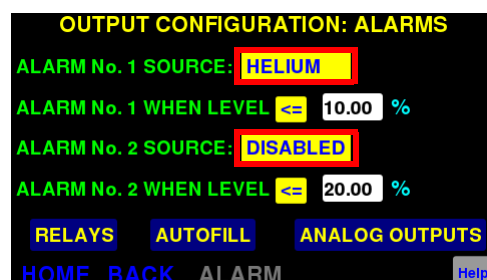 OUTPUT CONFIGURATION: ALARMS
ALARM No. 1 SOURCE: HELIUM
ALARM No. 1 WHEN LEVEL <= 10.00 %
ALARM No. 2 SOURCE: DISABLED
ALARM No. 2 WHEN LEVEL <= 20.00 %
RELAYS AUTOFILL ANALOG OUTPUTS
HOME BACK ALARM Help